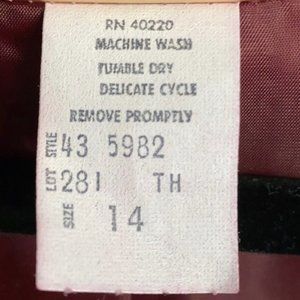 RN 40220
MACHINE WASH
TUMBLE DRY
DELICATE CYCLE
REMOVE PROMPTLY
STYLE 43 5982
LOT 281 TH
SIZE 14